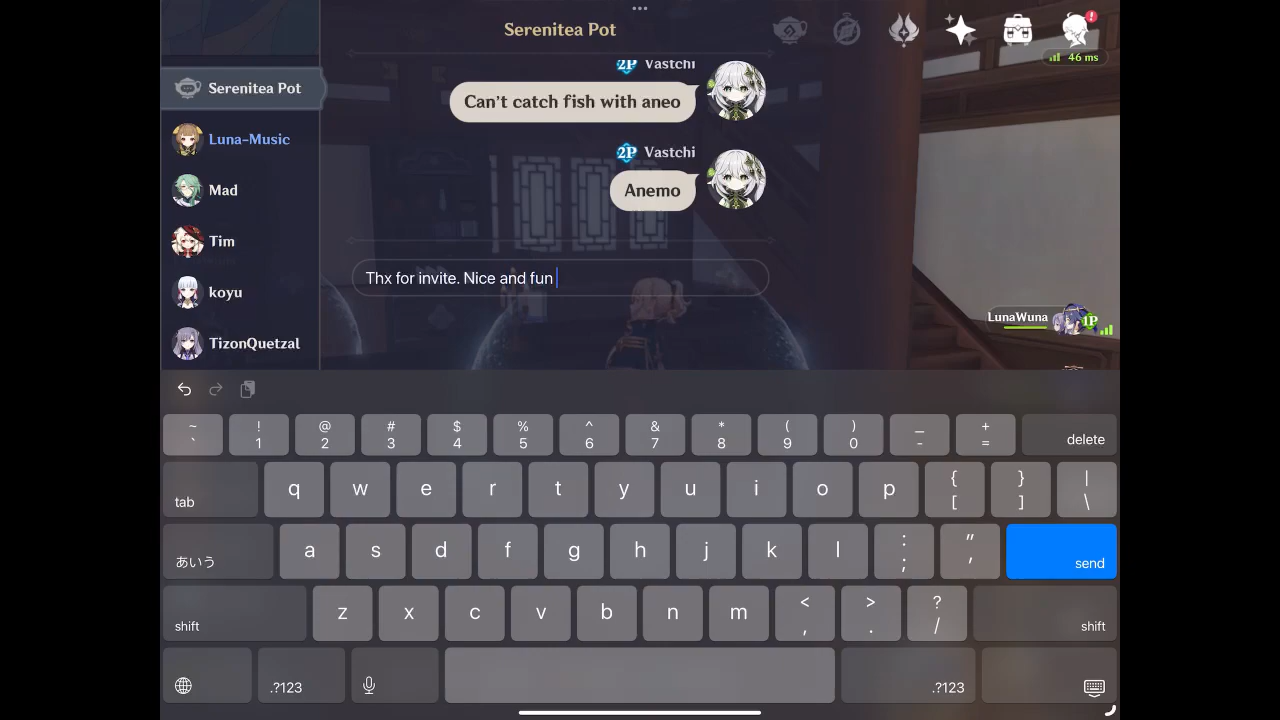 Serenitea Pot
46 ms
Serenitea Pot
Luna-Music
Mad
Tim
koyu
TizonQuetzal
2P Vastchi
Can't catch fish with aneo
2P Vastchi
Anemo
Thx for invite. Nice and fun
LunaWuna 1P
~ ! @ # $ % ^ & * ( ) _ +
` 1 2 3 4 5 6 7 8 9 0 - = delete
tab q w e r t y u i o p { [ } ] | \
あいう a s d f g h j k l : ; " ' send
shift z x c v b n m < , > . ? / shift
.?123 .?123